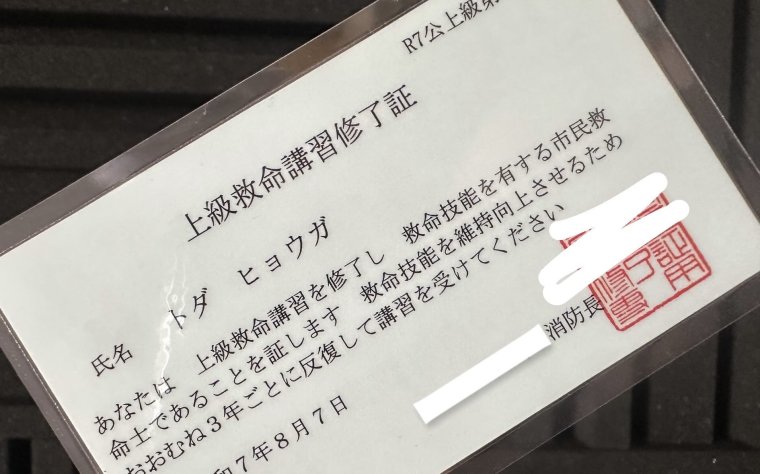 R7公上級第
上級救命講習修了証
氏名 トダ ヒョウガ
あなたは 上級救命講習を修了し 救命技能を有する市民救
命士であることを証します 救命技能を維持向上させるため
おおむね3年ごとに反復して講習を受けてください
和7年8月7日
消防長